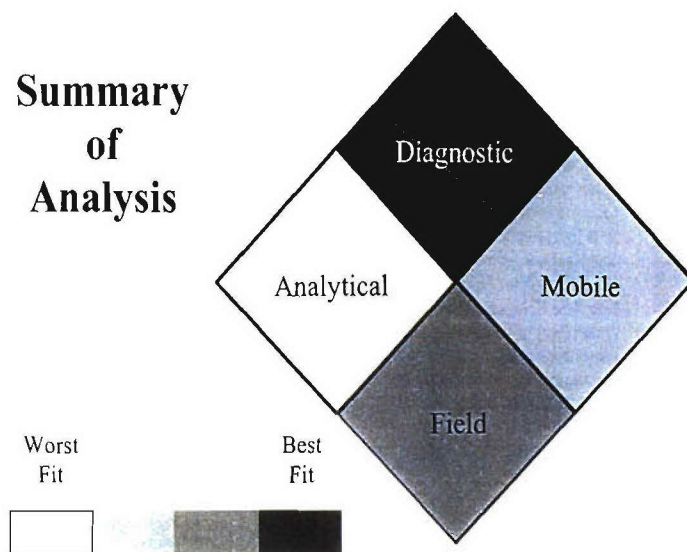 Summary
of
Analysis
Diagnostic
Analytical
Mobile
Field
Worst
Fit
Best
Fit